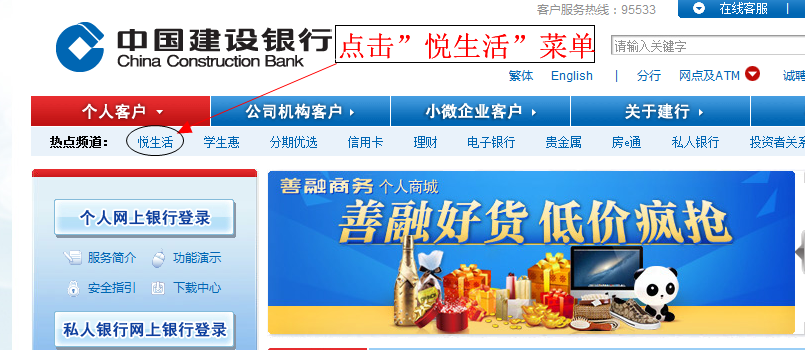 客户服务热线：95533
在线客服
中国建设银行
China Construction Bank
点击”悦生活”菜单
请输入关键字
繁体 English | 分行 网点及ATM 诚聘
个人客户 公司机构客户 小微企业客户 关于建行
热点频道： 悦生活 学生惠 分期优选 信用卡 理财 电子银行 贵金属 房e通 私人银行 投资者关系
个人网上银行登录
服务简介 功能演示
安全指引 下载中心
私人银行网上银行登录
善融商务 个人商城
善融好货 低价疯抢